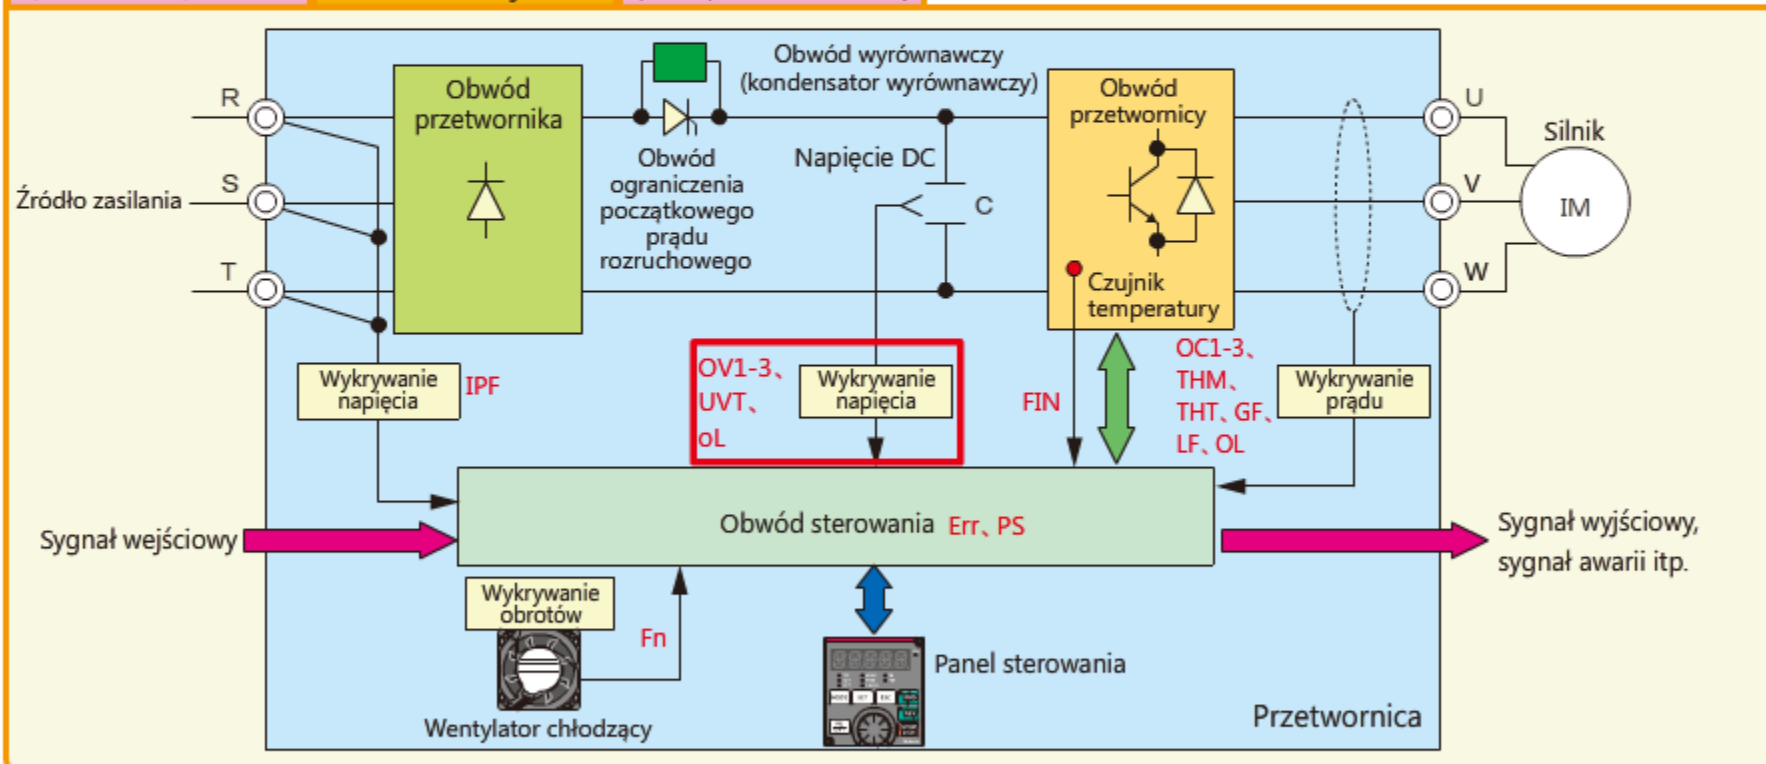 R
S
T
Źródło zasilania
Obwód
przetwornika
Obwód
ograniczenia
początkowego
prądu
rozruchowego
Obwód wyrównawczy
(kondensator wyrównawczy)
Napięcie DC
C
Obwód
przetwornicy
Czujnik
temperatury
U
V
W
Silnik
IM
Wykrywanie
napięcia
IPF
OV1-3、
UVT、
oL
Wykrywanie
napięcia
FIN
OC1-3、
THM、
THT、GF、
LF、OL
Wykrywanie
prądu
Obwód sterowania Err、PS
Sygnał wejściowy
Sygnał wyjściowy,
sygnał awarii itp.
Wykrywanie
obrotów
Fn
Wentylator chłodzący
Panel sterowania
Przetwornica